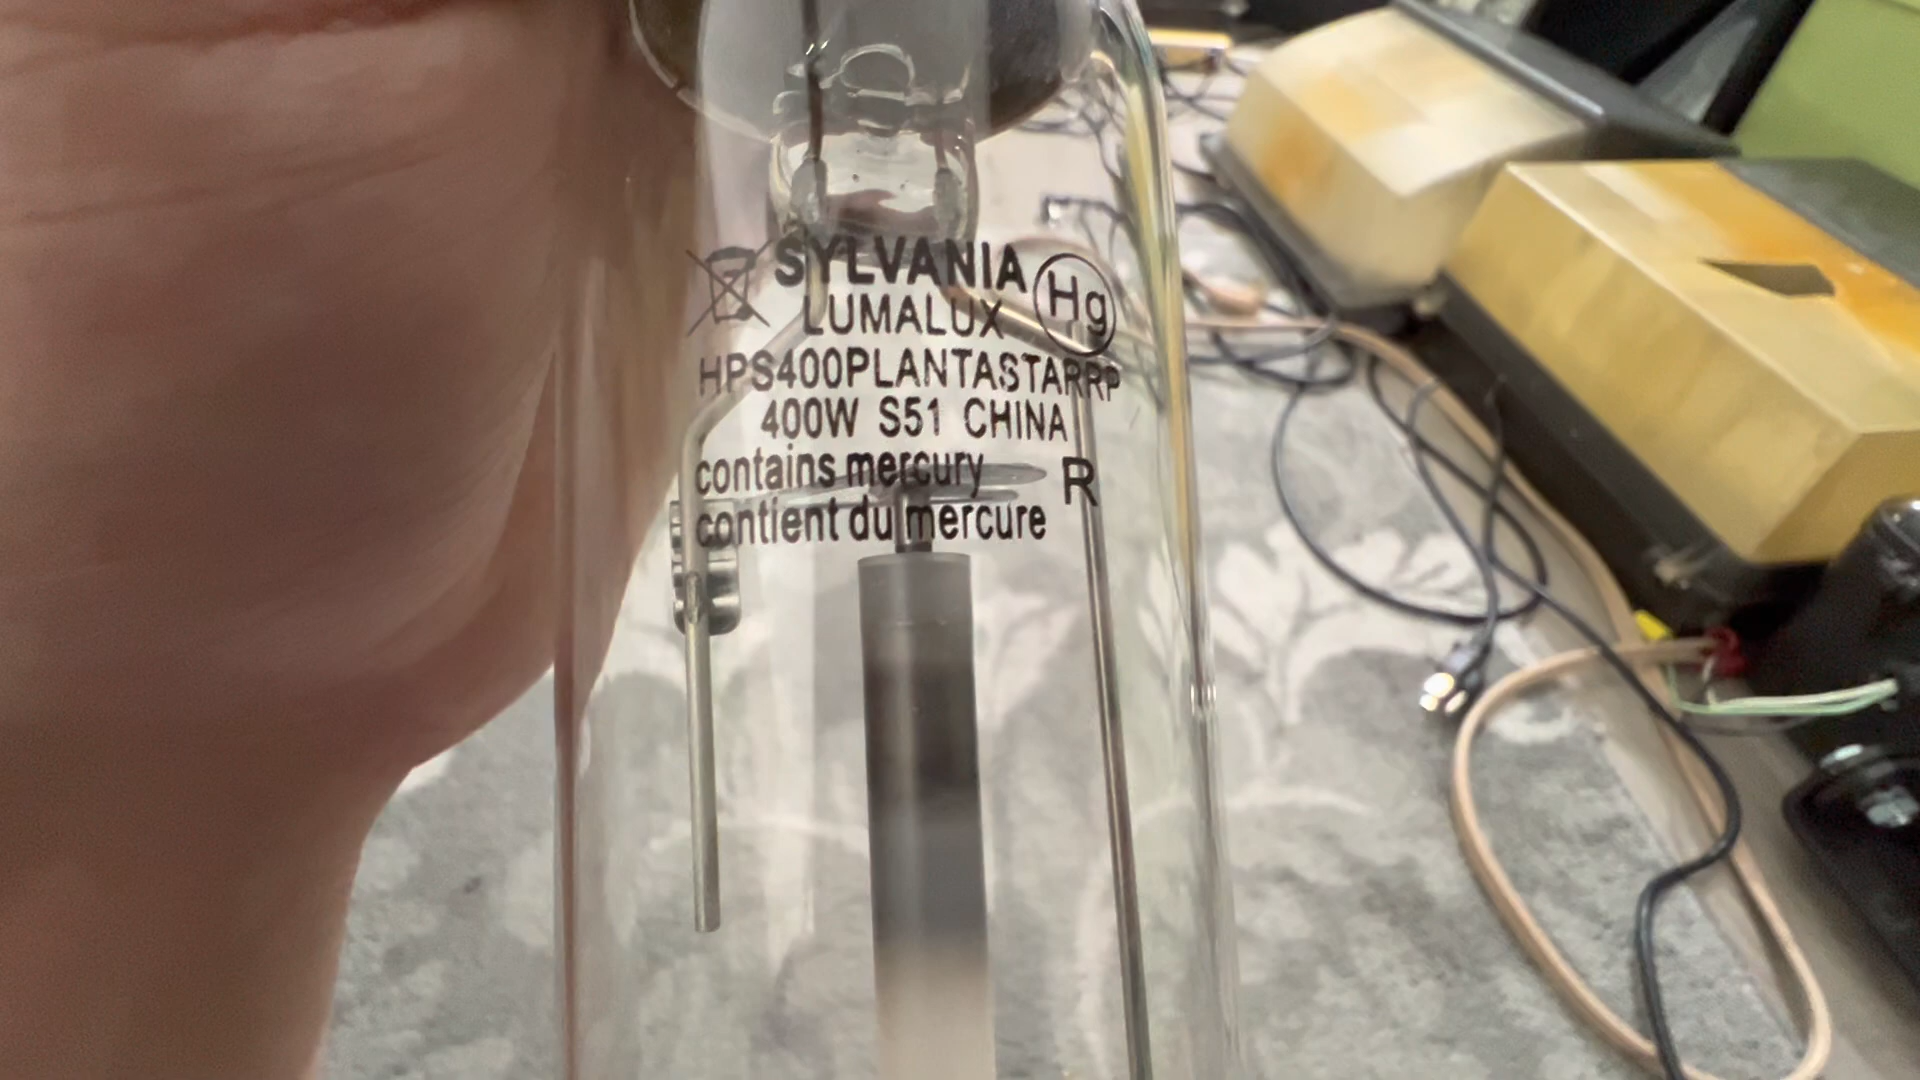 SYLVANIA
LUMALUX Hg
HPS400PLANTASTARRP
400W S51 CHINA
contains mercury R
contient du mercure